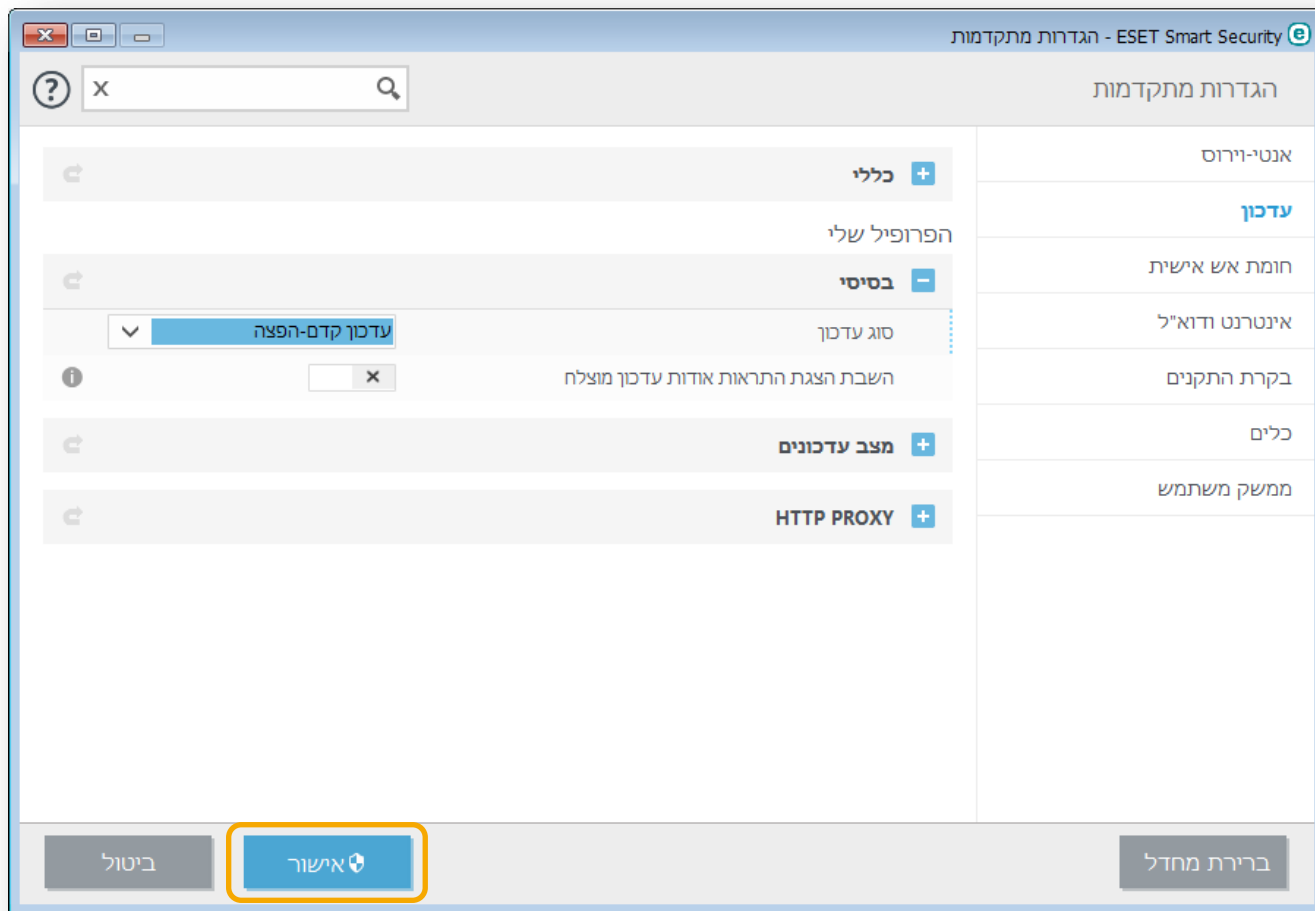 ESET Smart Security - הגדרות מתקדמות
הגדרות מתקדמות
אנטי-וירוס
עדכון
חומת אש אישית
אינטרנט ודוא"ל
בקרת התקנים
כלים
ממשק משתמש
כללי
הפרופיל שלי
בסיסי
סוג עדכון
עדכון קדם-הפצה
השבת הצגת התראות אודות עדכון מוצלח
מצב עדכונים
HTTP PROXY
ברירת מחדל
אישור
ביטול